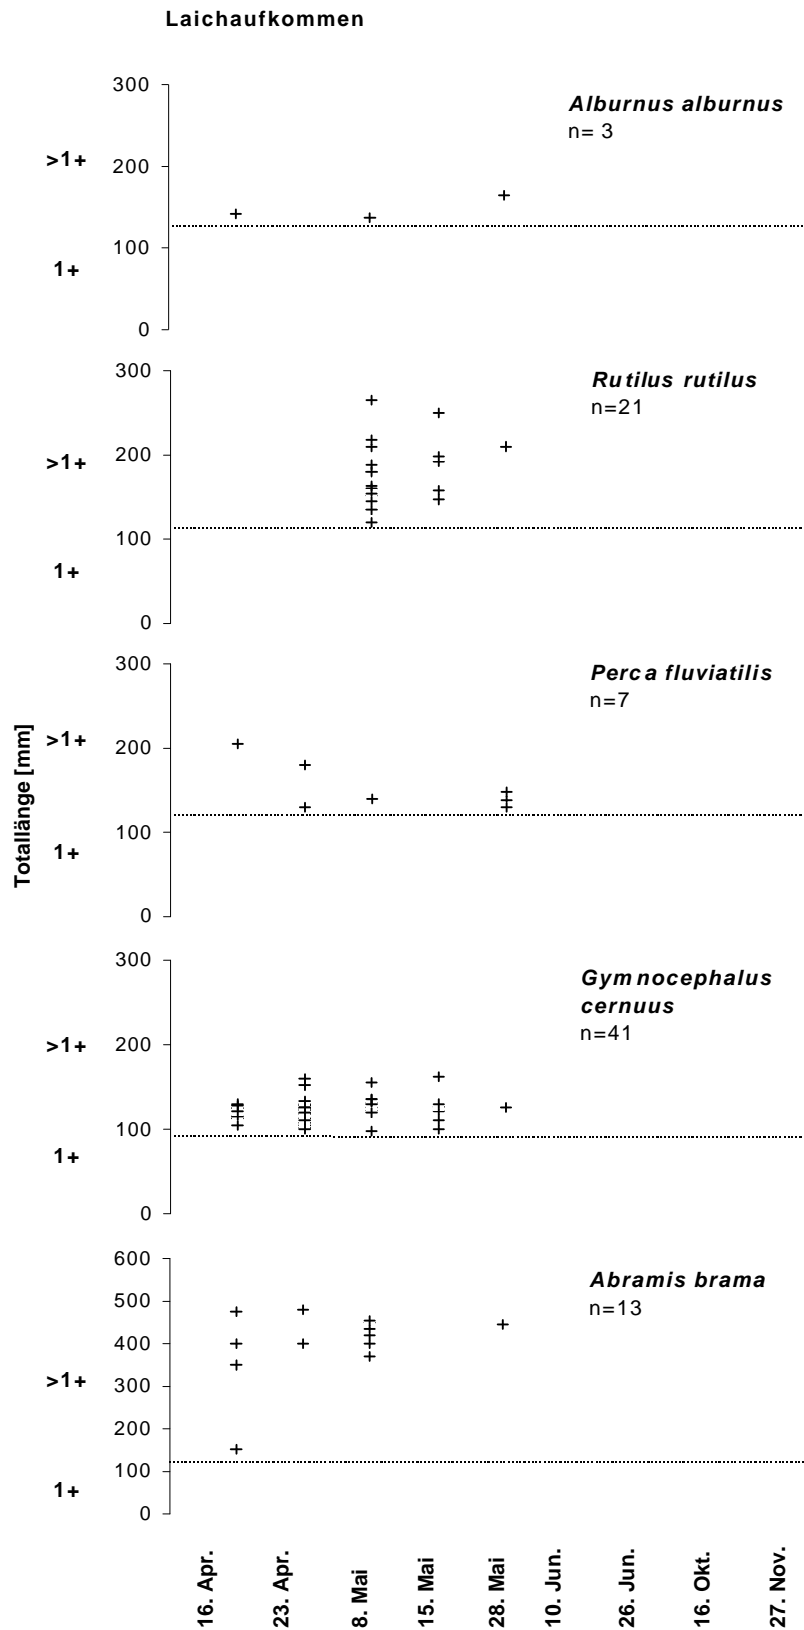 Laichaufkommen
Totallänge [mm]
Alburnus alburnus
n= 3
300
>1+
200
100
1+
0
Rutilus rutilus
n=21
300
>1+
200
100
1+
0
Perca fluviatilis
n=7
300
>1+
200
100
1+
0
Gymnocephalus
cernuus
n=41
300
>1+
200
100
1+
0
Abramis brama
n=13
600
500
400
>1+
300
200
100
1+
0
16. Apr.
23. Apr.
8. Mai
15. Mai
28. Mai
10. Jun.
26. Jun.
16. Okt.
27. Nov.